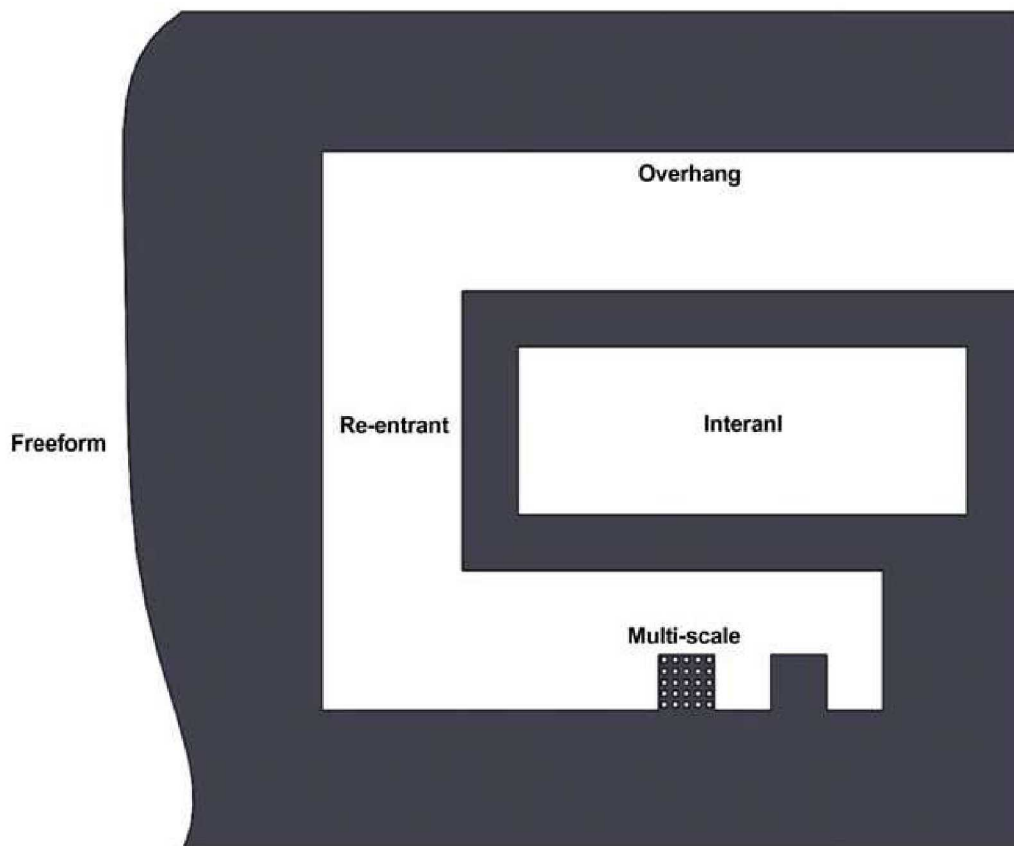 Overhang
Re-entrant
Interanl
Freeform
Multi-scale